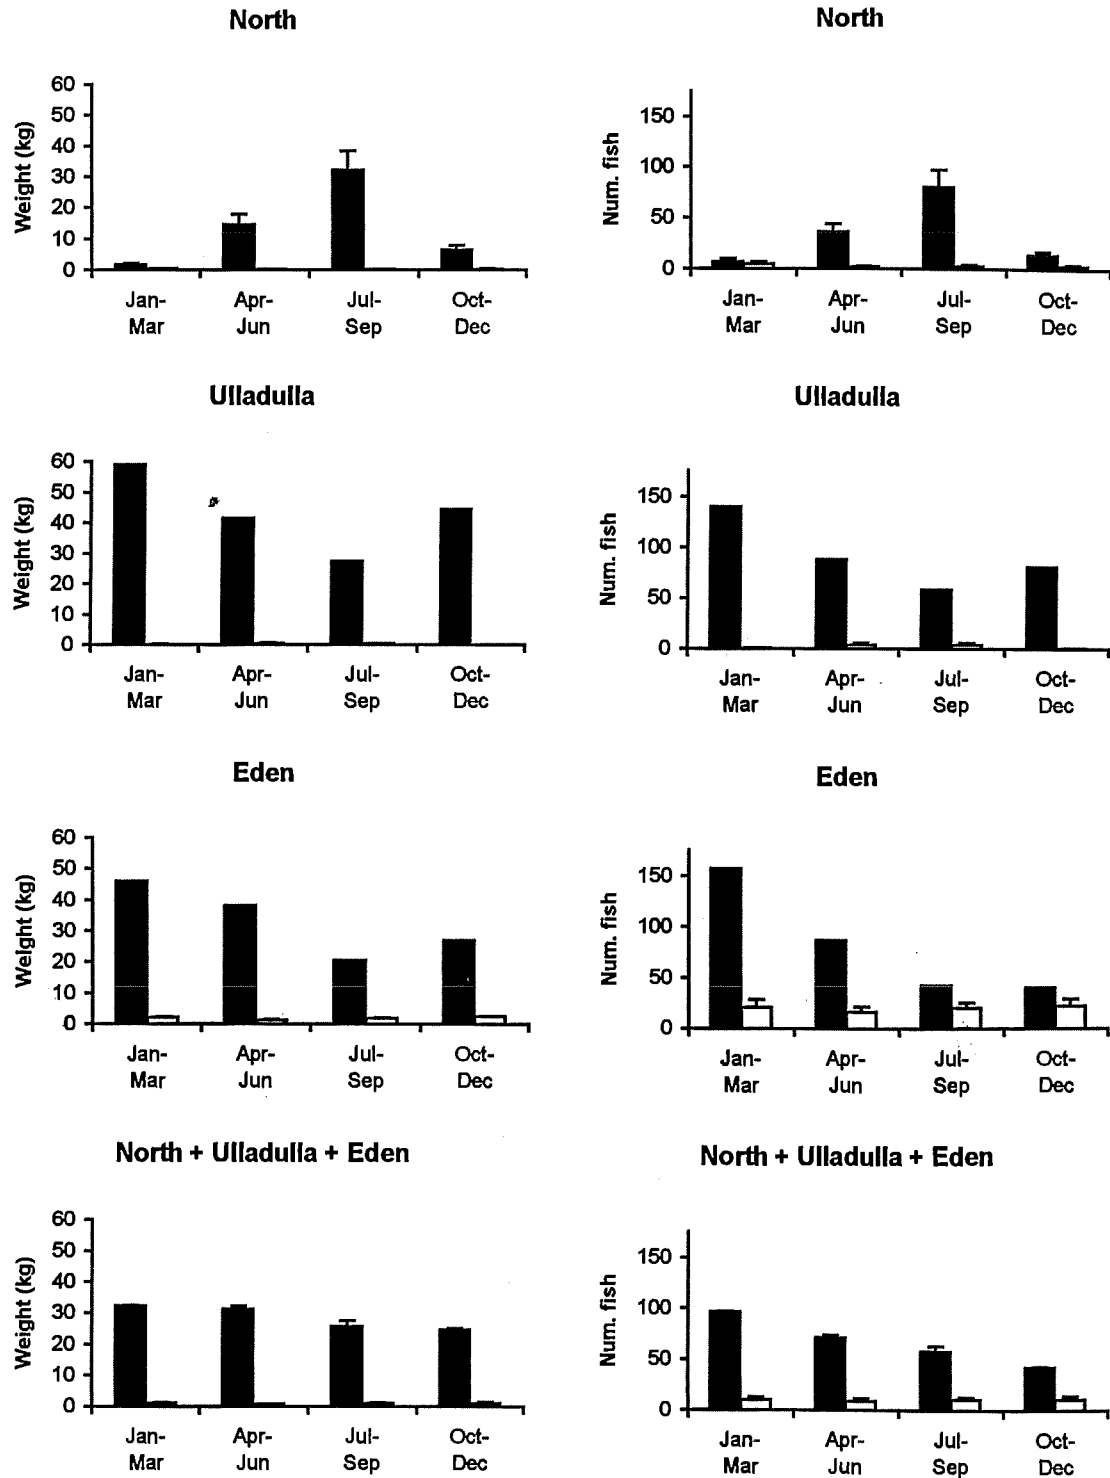 North
North
60
50
40
30
20
10
0
Weight (kg)
Jan-
Mar
Apr-
Jun
Jul-
Sep
Oct-
Dec
150
100
50
0
Num. fish
Jan-
Mar
Apr-
Jun
Jul-
Sep
Oct-
Dec
Ulladulla
Ulladulla
60
50
40
30
20
10
0
Weight (kg)
Jan-
Mar
Apr-
Jun
Jul-
Sep
Oct-
Dec
150
100
50
0
Num. fish
Jan-
Mar
Apr-
Jun
Jul-
Sep
Oct-
Dec
Eden
Eden
60
50
40
30
20
10
0
Weight (kg)
Jan-
Mar
Apr-
Jun
Jul-
Sep
Oct-
Dec
150
100
50
0
Num. fish
Jan-
Mar
Apr-
Jun
Jul-
Sep
Oct-
Dec
North + Ulladulla + Eden
North + Ulladulla + Eden
60
50
40
30
20
10
0
Weight (kg)
Jan-
Mar
Apr-
Jun
Jul-
Sep
Oct-
Dec
150
100
50
0
Num. fish
Jan-
Mar
Apr-
Jun
Jul-
Sep
Oct-
Dec